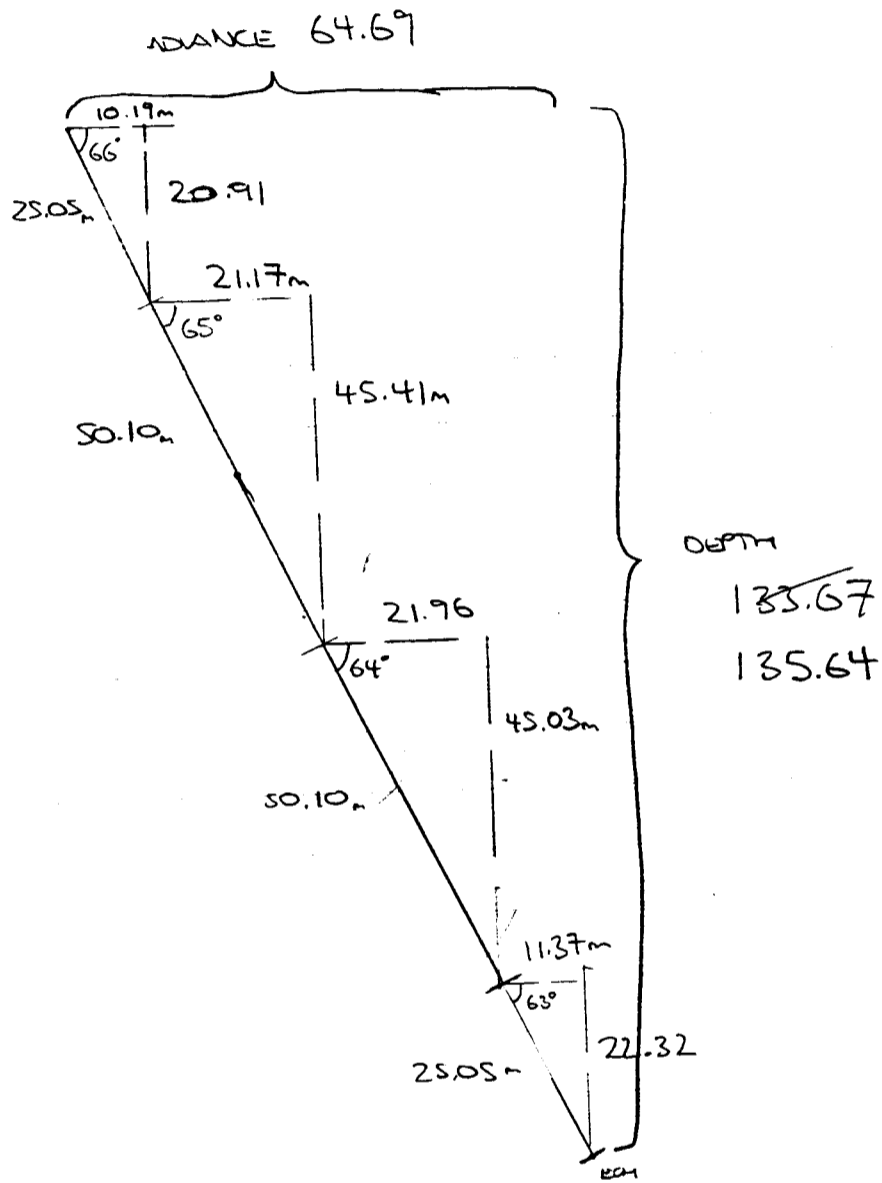 ADVANCE 64.69
10.19m
66°
25.05m
20.91
21.17m
65°
45.41m
50.10m
DEPTH
133.67
135.64
21.96
64°
45.03m
50.10m
11.37m
63°
22.32
25.05m
EOH